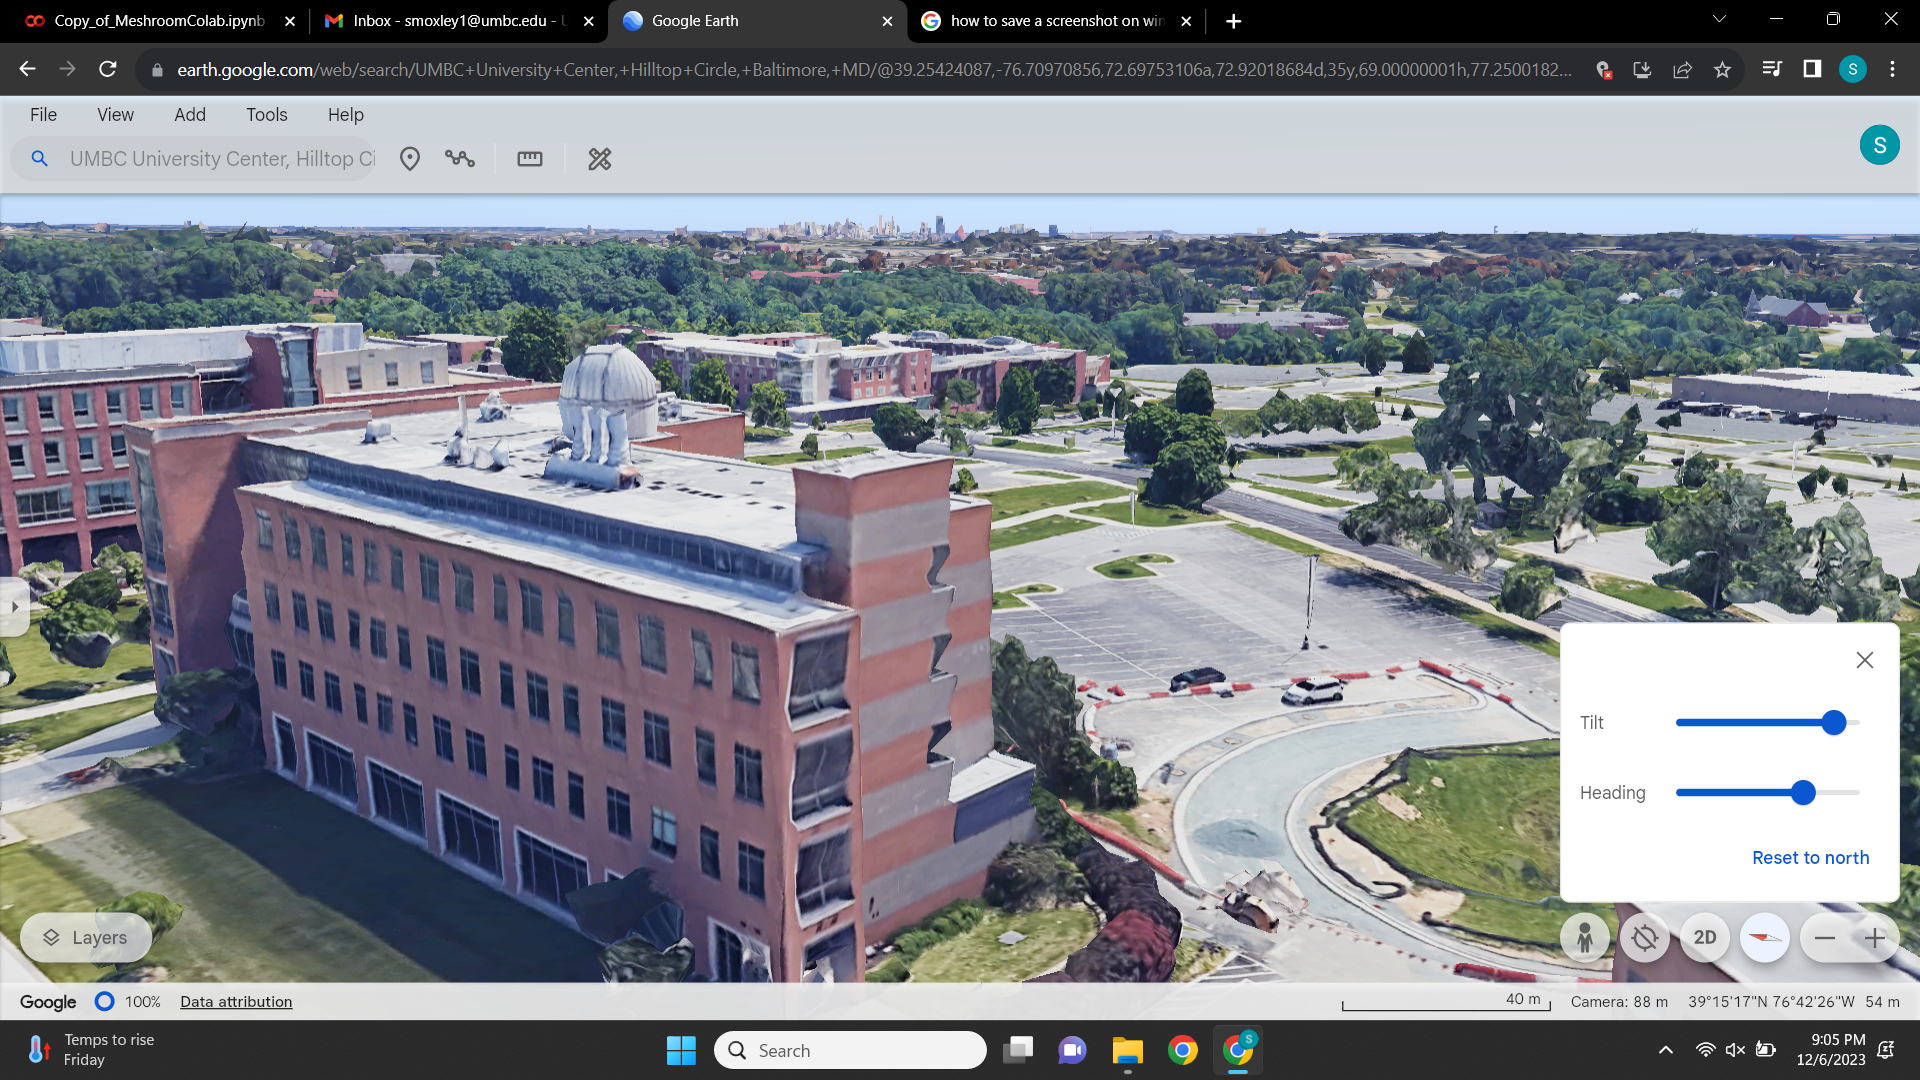 Copy_of_MeshroomColab.ipynb
Inbox - smoxley1@umbc.edu -
Google Earth
how to save a screenshot on win
earth.google.com/web/search/UMBC+University+Center,+Hilltop+Circle,+Baltimore,+MD/@39.25424087,-76.70970856,72.69753106a,72.92018684d,35y,69.00000001h,77.2500182...
S
File View Add Tools Help
UMBC University Center, Hilltop Ci
S
Tilt
Heading
Reset to north
Layers
2D
Google 100% Data attribution
40 m Camera: 88 m 39°15'17"N 76°42'26"W 54 m
Temps to rise
Friday
Search
S
9:05 PM
12/6/2023